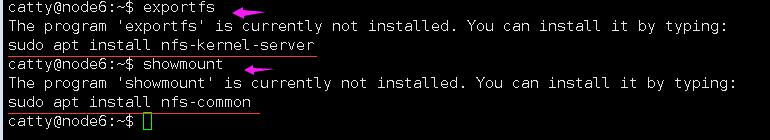 catty@node6:~$ exportfs
The program 'exportfs' is currently not installed. You can install it by typing:
sudo apt install nfs-kernel-server
catty@node6:~$ showmount
The program 'showmount' is currently not installed. You can install it by typing:
sudo apt install nfs-common
catty@node6:~$